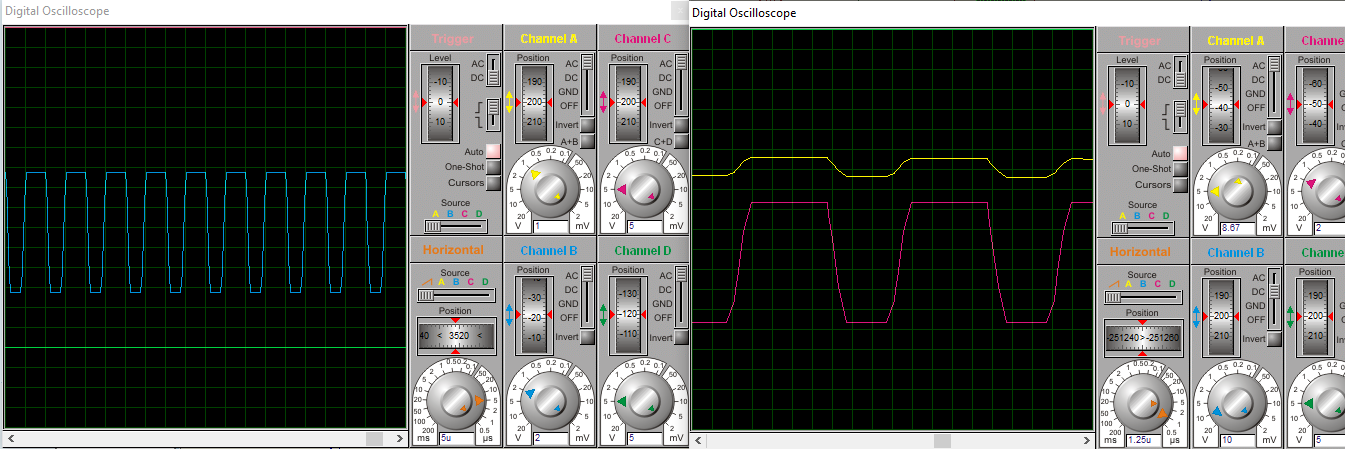 Digital Oscilloscope
Trigger
Level
-10
0
10
AC
DC
Auto
One-Shot
Cursors
Source
A B C D
Horizontal
Source
A B C D
Position
40 < 3520 <
ms
5u
µs
Channel A
Position
190
200
210
AC
DC
GND
OFF
Invert
A+B
V
1
mV
Channel C
Position
190
200
210
AC
DC
GND
OFF
Invert
C+D
V
5
mV
Channel B
Position
-30
-20
-10
AC
DC
GND
OFF
Invert
V
2
mV
Channel D
Position
-130
-120
-110
AC
DC
GND
OFF
Invert
V
5
mV
Digital Oscilloscope
Trigger
Level
-10
0
10
AC
DC
Auto
One-Shot
Cursors
Source
A B C D
Horizontal
Source
A B C D
Position
-251240>-251260
ms
1.25u
µs
Channel A
Position
-50
-40
-30
AC
DC
GND
OFF
Invert
A+B
V
8.67
mV
Channe
Position
-60
-50
-40
V
2
Channel B
Position
190
200
210
AC
DC
GND
OFF
Invert
V
10
mV
Channe
Position
-130
-120
-110
V
5